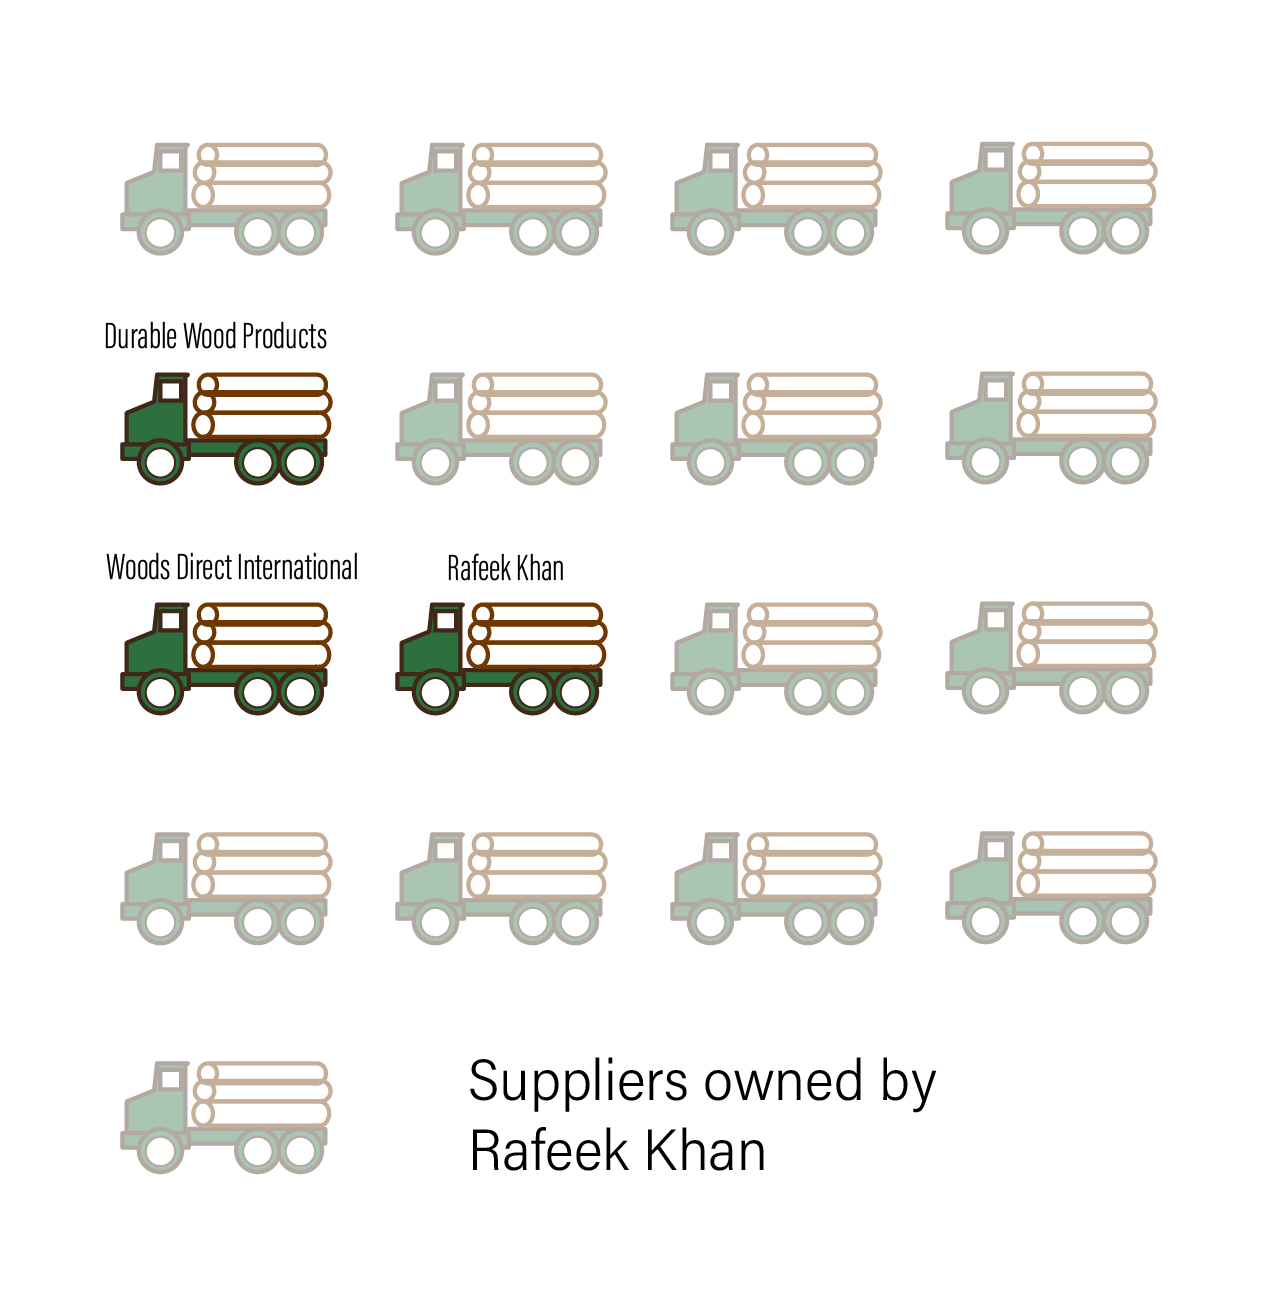 Durable Wood Products
Woods Direct International
Rafeek Khan
Suppliers owned by
Rafeek Khan